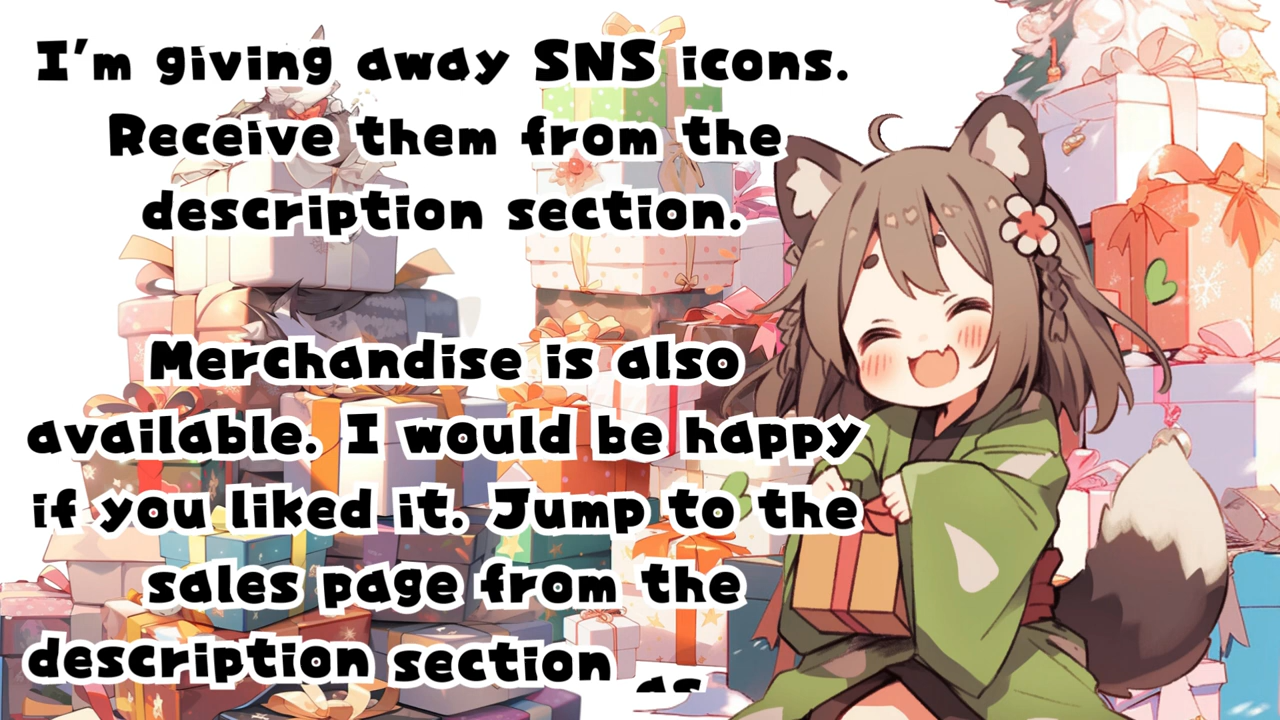 I'm giving away SNS icons.
Receive them from the
description section.
Merchandise is also
available. I would be happy
if you liked it. Jump to the
sales page from the
description section